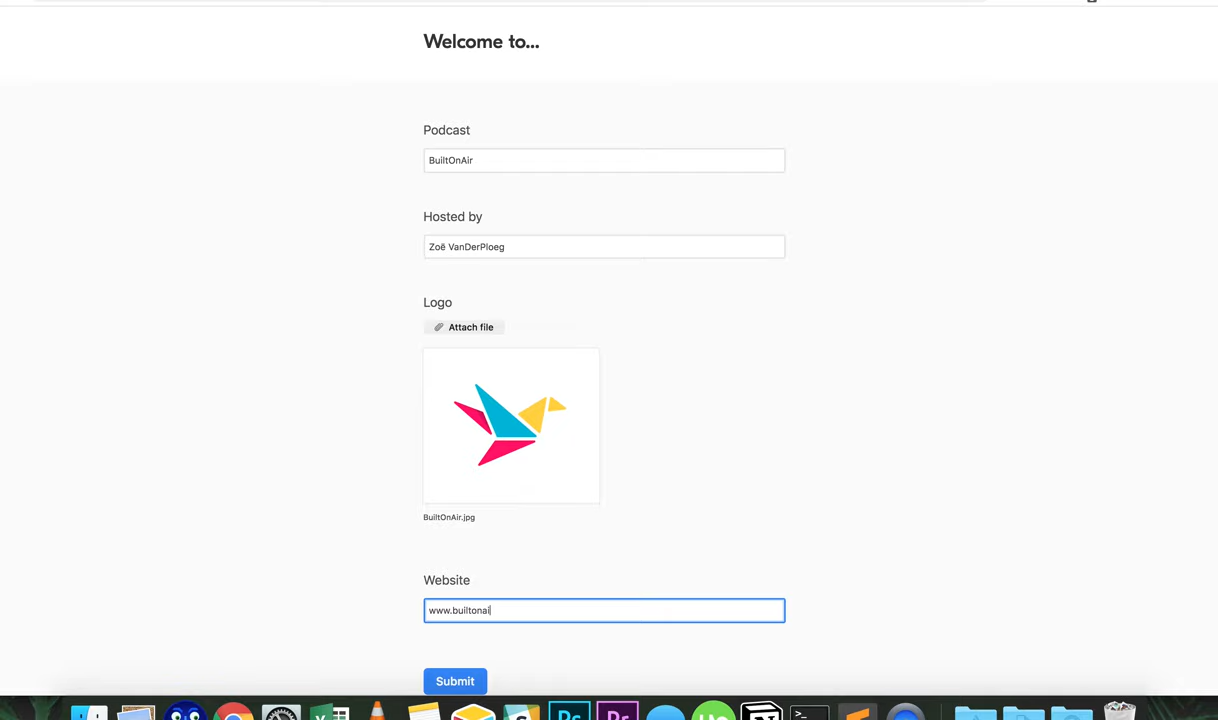 Welcome to...
Podcast
BuiltOnAir
Hosted by
Zoë VanDerPloeg
Logo
Attach file
BuiltOnAir.jpg
Website
www.builtonai
Submit